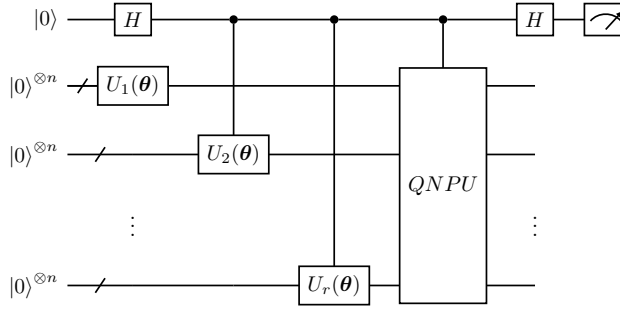 |0⟩ H H
|0⟩^{⊗n} U_1(θ)
|0⟩^{⊗n} U_2(θ)
QNPU
⋮ ⋮
|0⟩^{⊗n} U_r(θ)